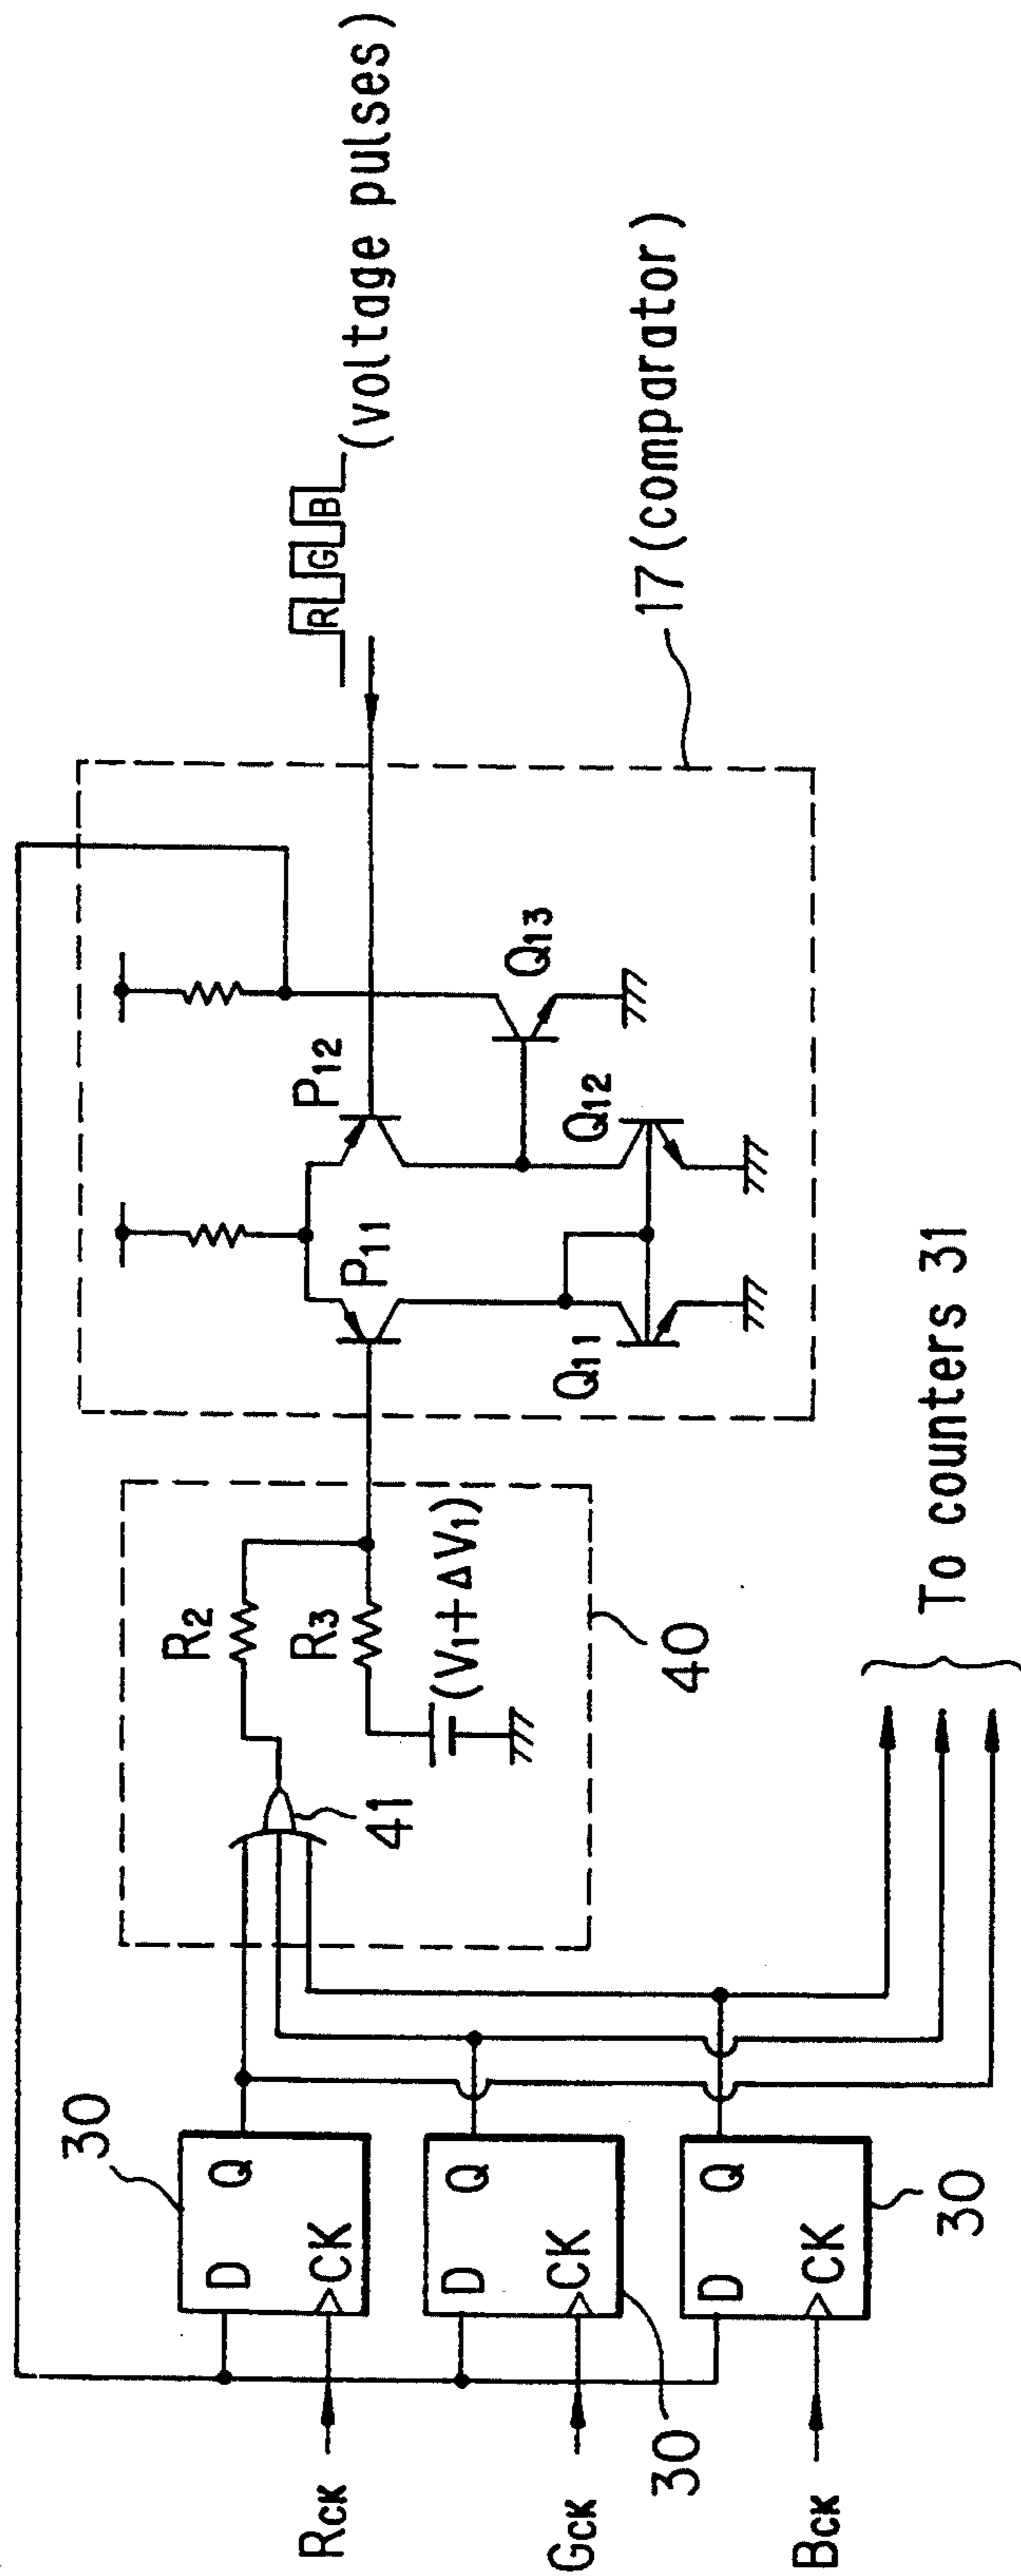 30
D Q
CK
RCK
D Q
CK
30
GCK
D Q
CK
30
BCK
41
R2
R3
(V1+ΔV1)
40
P11
P12
Q11
Q12
Q13
R G B
(voltage pulses)
17 (comparator)
To counters 31